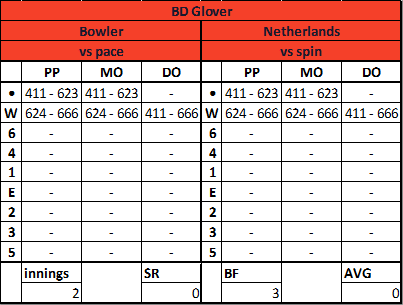 BD Glover
Bowler Netherlands
vs pace vs spin
PP MO DO PP MO DO
• 411 - 623 411 - 623 - • 411 - 623 411 - 623 -
W 624 - 666 624 - 666 411 - 666 W 624 - 666 624 - 666 411 - 666
6 - - - 6 - - -
4 - - - 4 - - -
1 - - - 1 - - -
E - - - E - - -
2 - - - 2 - - -
3 - - - 3 - - -
5 - - - 5 - - -
innings SR BF AVG
2 0 3 0